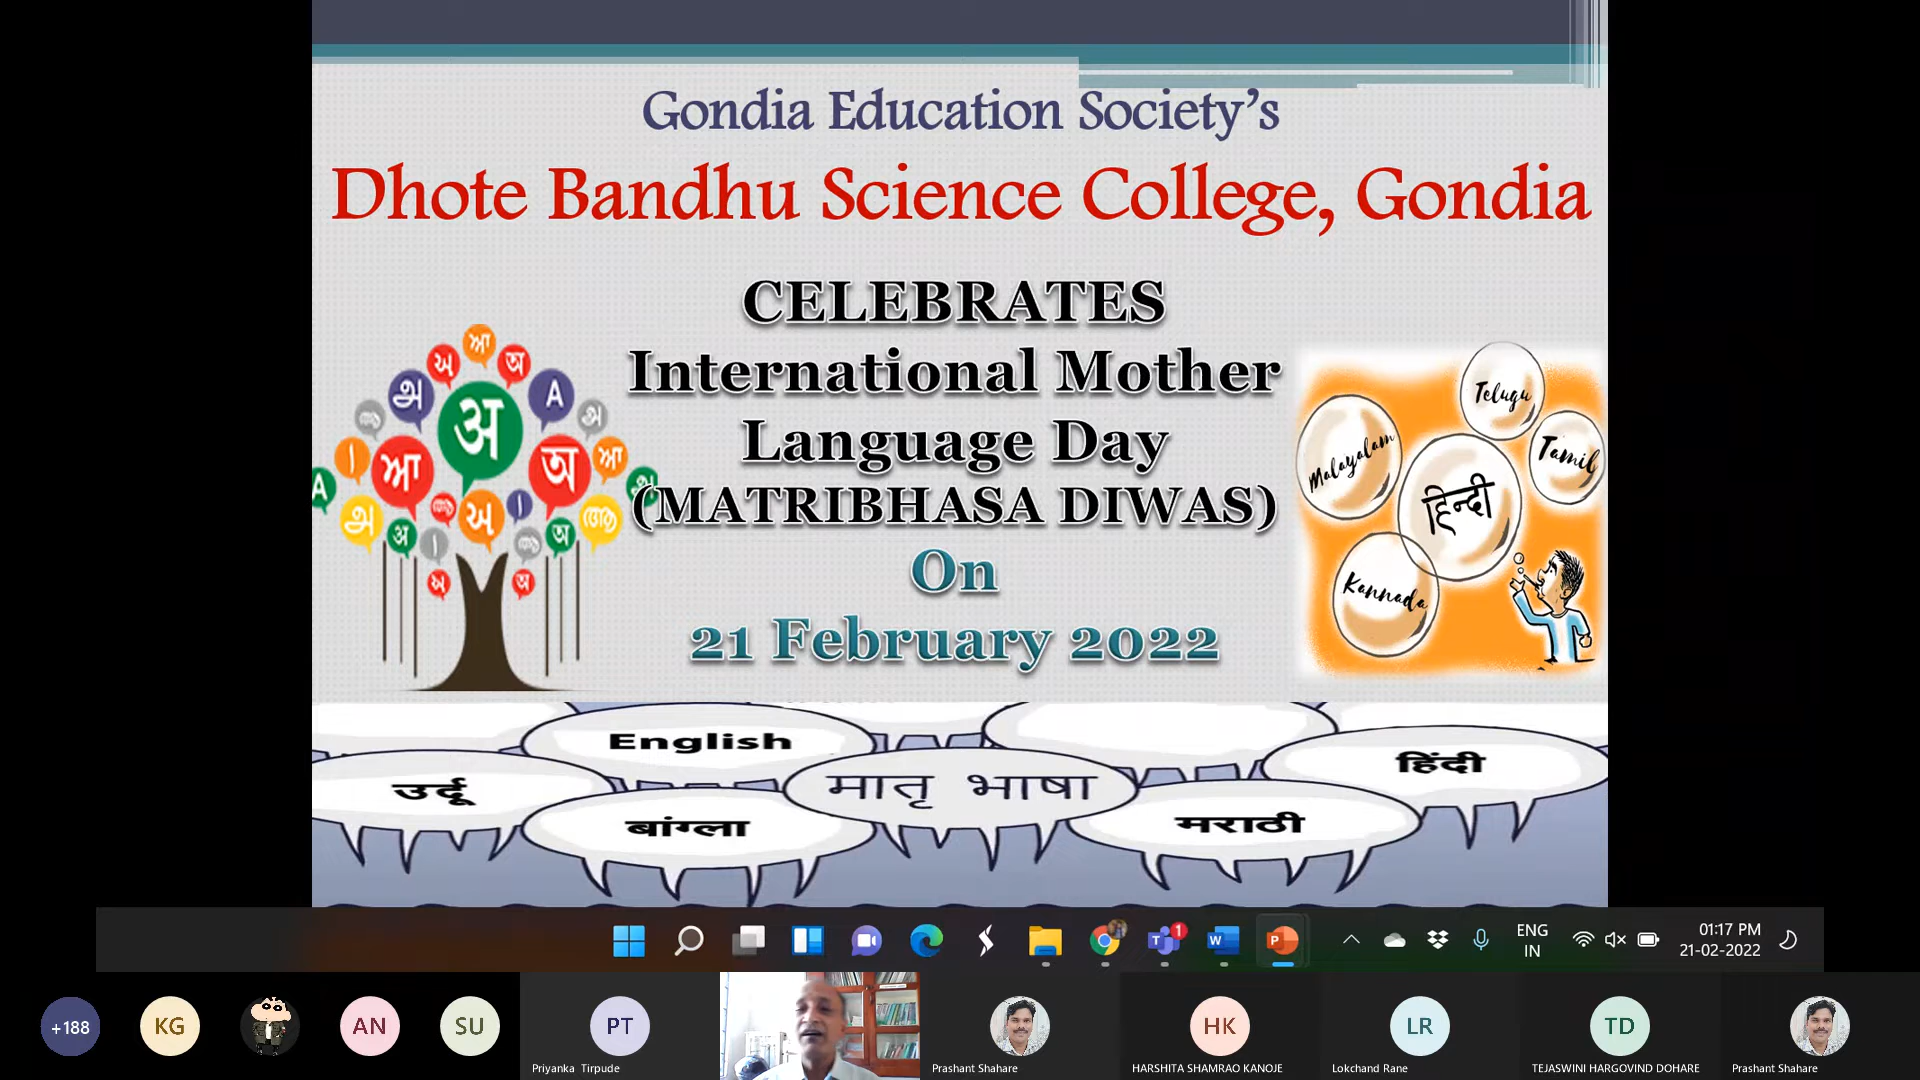 Gondia Education Society's
Dhote Bandhu Science College, Gondia
CELEBRATES
International Mother
Language Day
(MATRIBHASA DIWAS)
On
21 February 2022
ਆ
અ
অ
அ
अ
A
அ
ਆ
অ
ਆ
A
அ
ആ
Telugu
Malayalam
Tamil
हिन्दी
Kannada
English
हिंदी
उर्दू
मातृ भाषा
बांग्ला
मराठी
1
ENG
IN
01:17 PM
21-02-2022
+188
KG
AN
SU
PT
HK
LR
TD
Priyanka Tirpude
Prashant Shahare
HARSHITA SHAMRAO KANOJE
Lokchand Rane
TEJASWINI HARGOVIND DOHARE
Prashant Shahare